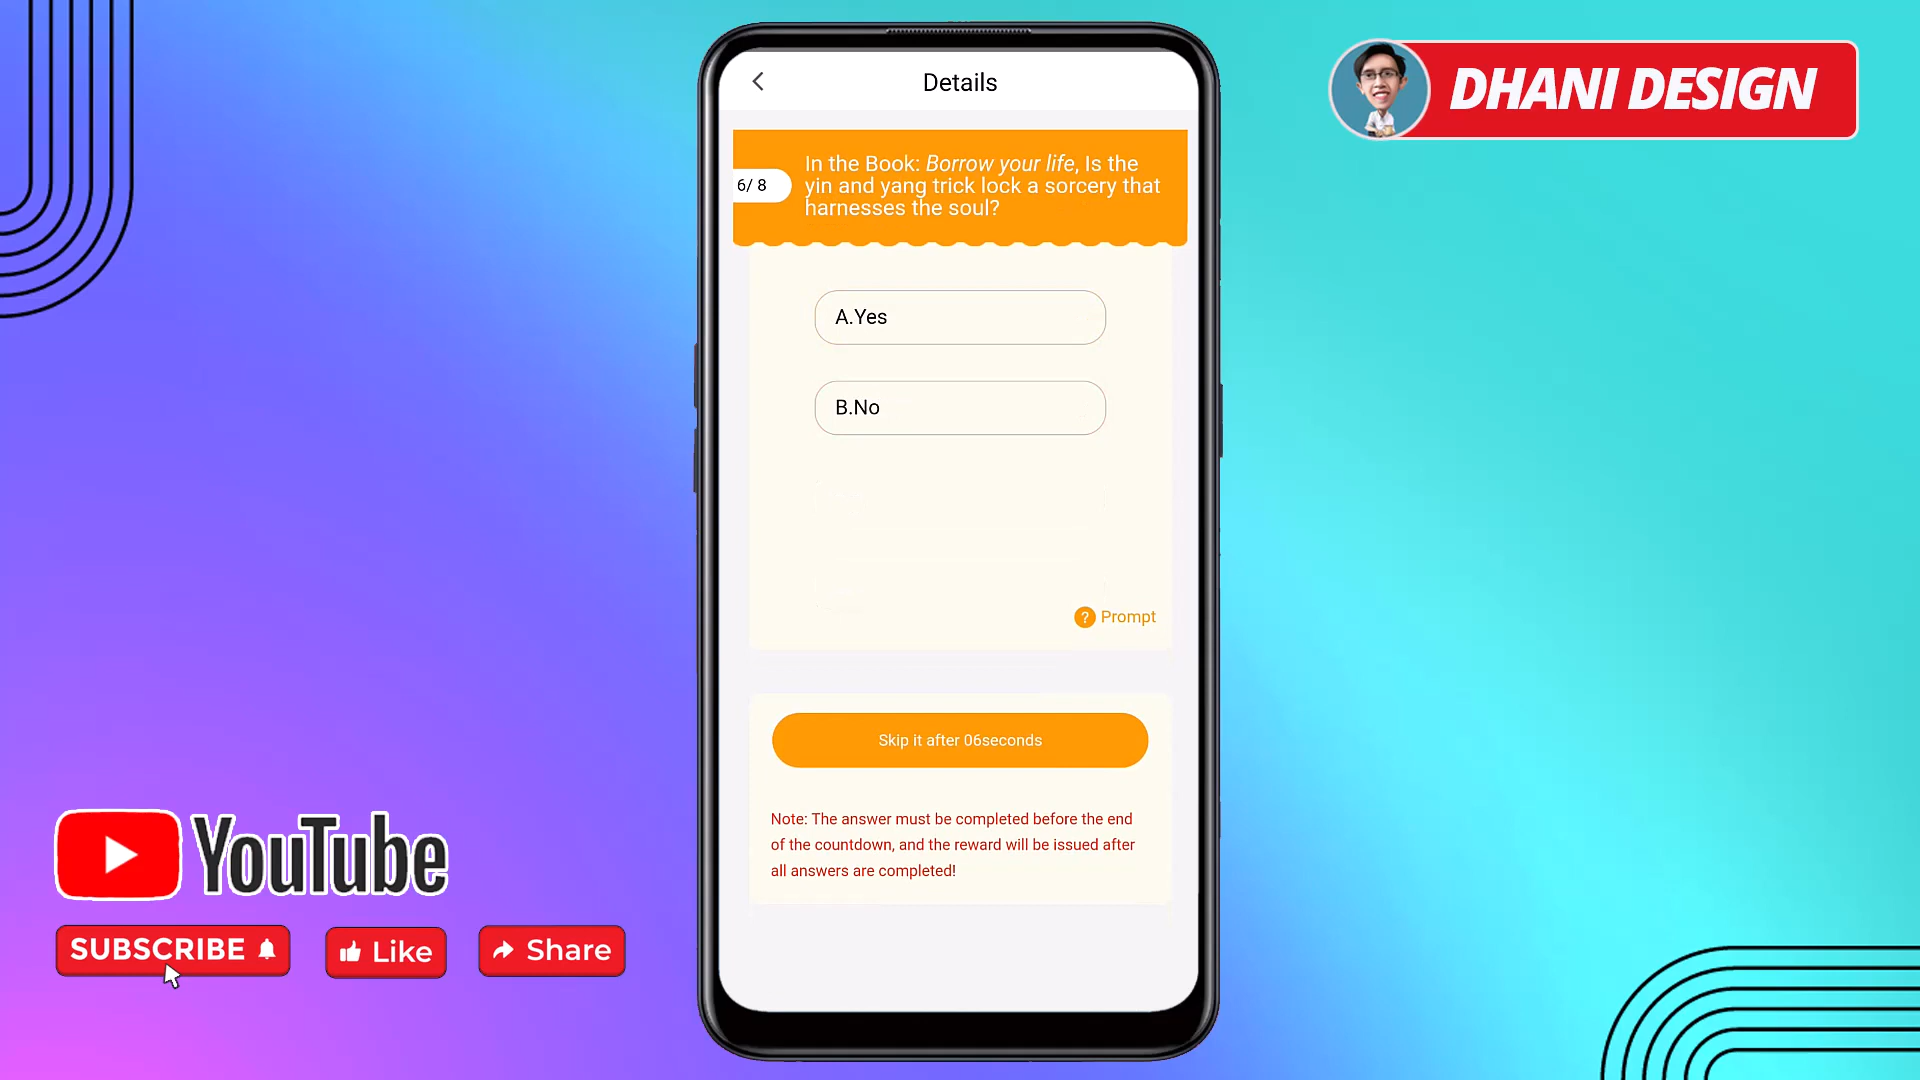 Details
DHANI DESIGN
6/ 8
In the Book: Borrow your life, Is the
yin and yang trick lock a sorcery that
harnesses the soul?
A.Yes
B.No
? Prompt
Skip it after 06seconds
Note: The answer must be completed before the end
of the countdown, and the reward will be issued after
all answers are completed!
YouTube
SUBSCRIBE
Like
Share